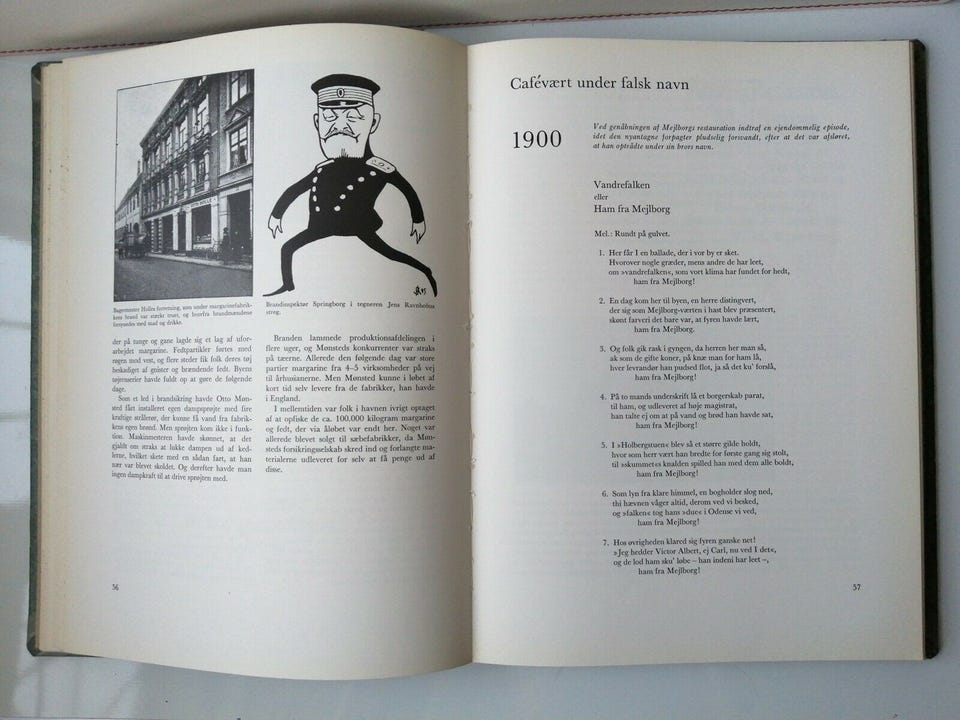 Bagermester Holles forretning, som under margarinefabrik-
kens brand var stærkt truet, og hvorfra brandmændene
forsynedes med mad og drikke.
Brandinspektør Springborg i tegneren Jens Ravnholms
streg.
der på tunge og gane lagde sig et lag af ufor-
arbejdet margarine. Fedtpartikler førtes med
røgen mod vest, og flere steder fik folk deres tøj
beskadiget af gnister og brændende fedt. Byens
tøjrenserier havde fuldt op at gøre de følgende
dage.
Som et led i brandsikring havde Otto Møn-
sted fået installeret egen dampsprøjte med fire
kraftige stråler, der kunne få vand fra fabrik-
kens egen brønd. Men sprøjten kom ikke i funk-
tion. Maskinmesteren havde skønnet, at det
gjaldt om straks at lukke dampen ud af ked-
lerne, hvilket skete med en sådan fart, at han
nær var blevet skoldet. Og derefter havde man
ingen dampkraft til at drive sprøjten med.
Branden lammede produktionsafdelingen i
flere uger, og Mønsteds konkurrenter var straks
på tæerne. Allerede den følgende dag var store
partier margarine fra 4–5 virksomheder på vej
til århusianerne. Men Mønsted kunne i løbet af
kort tid selv levere fra de fabrikker, han havde
i England.
I mellemtiden var folk i havnen ivrigt optaget
af at opfiske de ca. 100.000 kilogram margarine
og fedt, der via åløbet var endt her. Noget var
allerede blevet solgt til sæbefabrikker, da Møn-
steds forsikringsselskab skred ind og forlangte ma-
terialerne udleveret for selv at få penge ud af
disse.
56
Cafévært under falsk navn
1900
Ved genåbningen af Mejlborgs restauration indtraf en ejendommelig episode,
idet den nyantagne forpagter pludselig forsvandt, efter at det var afsløret,
at han optrådte under sin brors navn.
Vandrefalken
eller
Ham fra Mejlborg
Mel.: Rundt på gulvet.
1. Her får I en ballade, der i vor by er sket.
Hvorover nogle græder, mens andre de har leet,
om »vandrefalken«, som vort klima har fundet for hedt,
ham fra Mejlborg!
2. En dag kom her til byen, en herre distingvert,
der sig som Mejlborg-værten i hast blev præsentert,
skønt farveri det bare var, at fyren havde lært,
ham fra Mejlborg.
3. Og folk gik rask i gyngen, da herren her man så,
ak som de gifte koner, på knæ man for ham lå,
hver levrandør han pudsed flot, ja så det ku' forslå,
ham fra Mejlborg!
4. På to mands underskrift lå et borgerskab parat,
til ham, og udleveret af høje magistrat,
han talte ej om at på vand og brød han havde sat,
ham fra Mejlborg!
5. I »Holbergstuen« blev så et større gilde holdt,
hvor som herr vært han bredte for første gang sig stolt,
til »skummet« knalden spilled han med dem alle boldt,
ham fra Mejlborg!
6. Som lyn fra klare himmel, en bogholder slog ned,
thi hævnen våger altid, derom ved vi besked,
og »falken« tog hans »due« i Odense vi ved,
ham fra Mejlborg!
7. Hos øvrigheden klared sig fyren ganske net!
»Jeg hedder Victor Albert, ej Carl, nu ved I det«,
og de lod ham sku' løbe – han indeni har leet –,
ham fra Mejlborg!
57